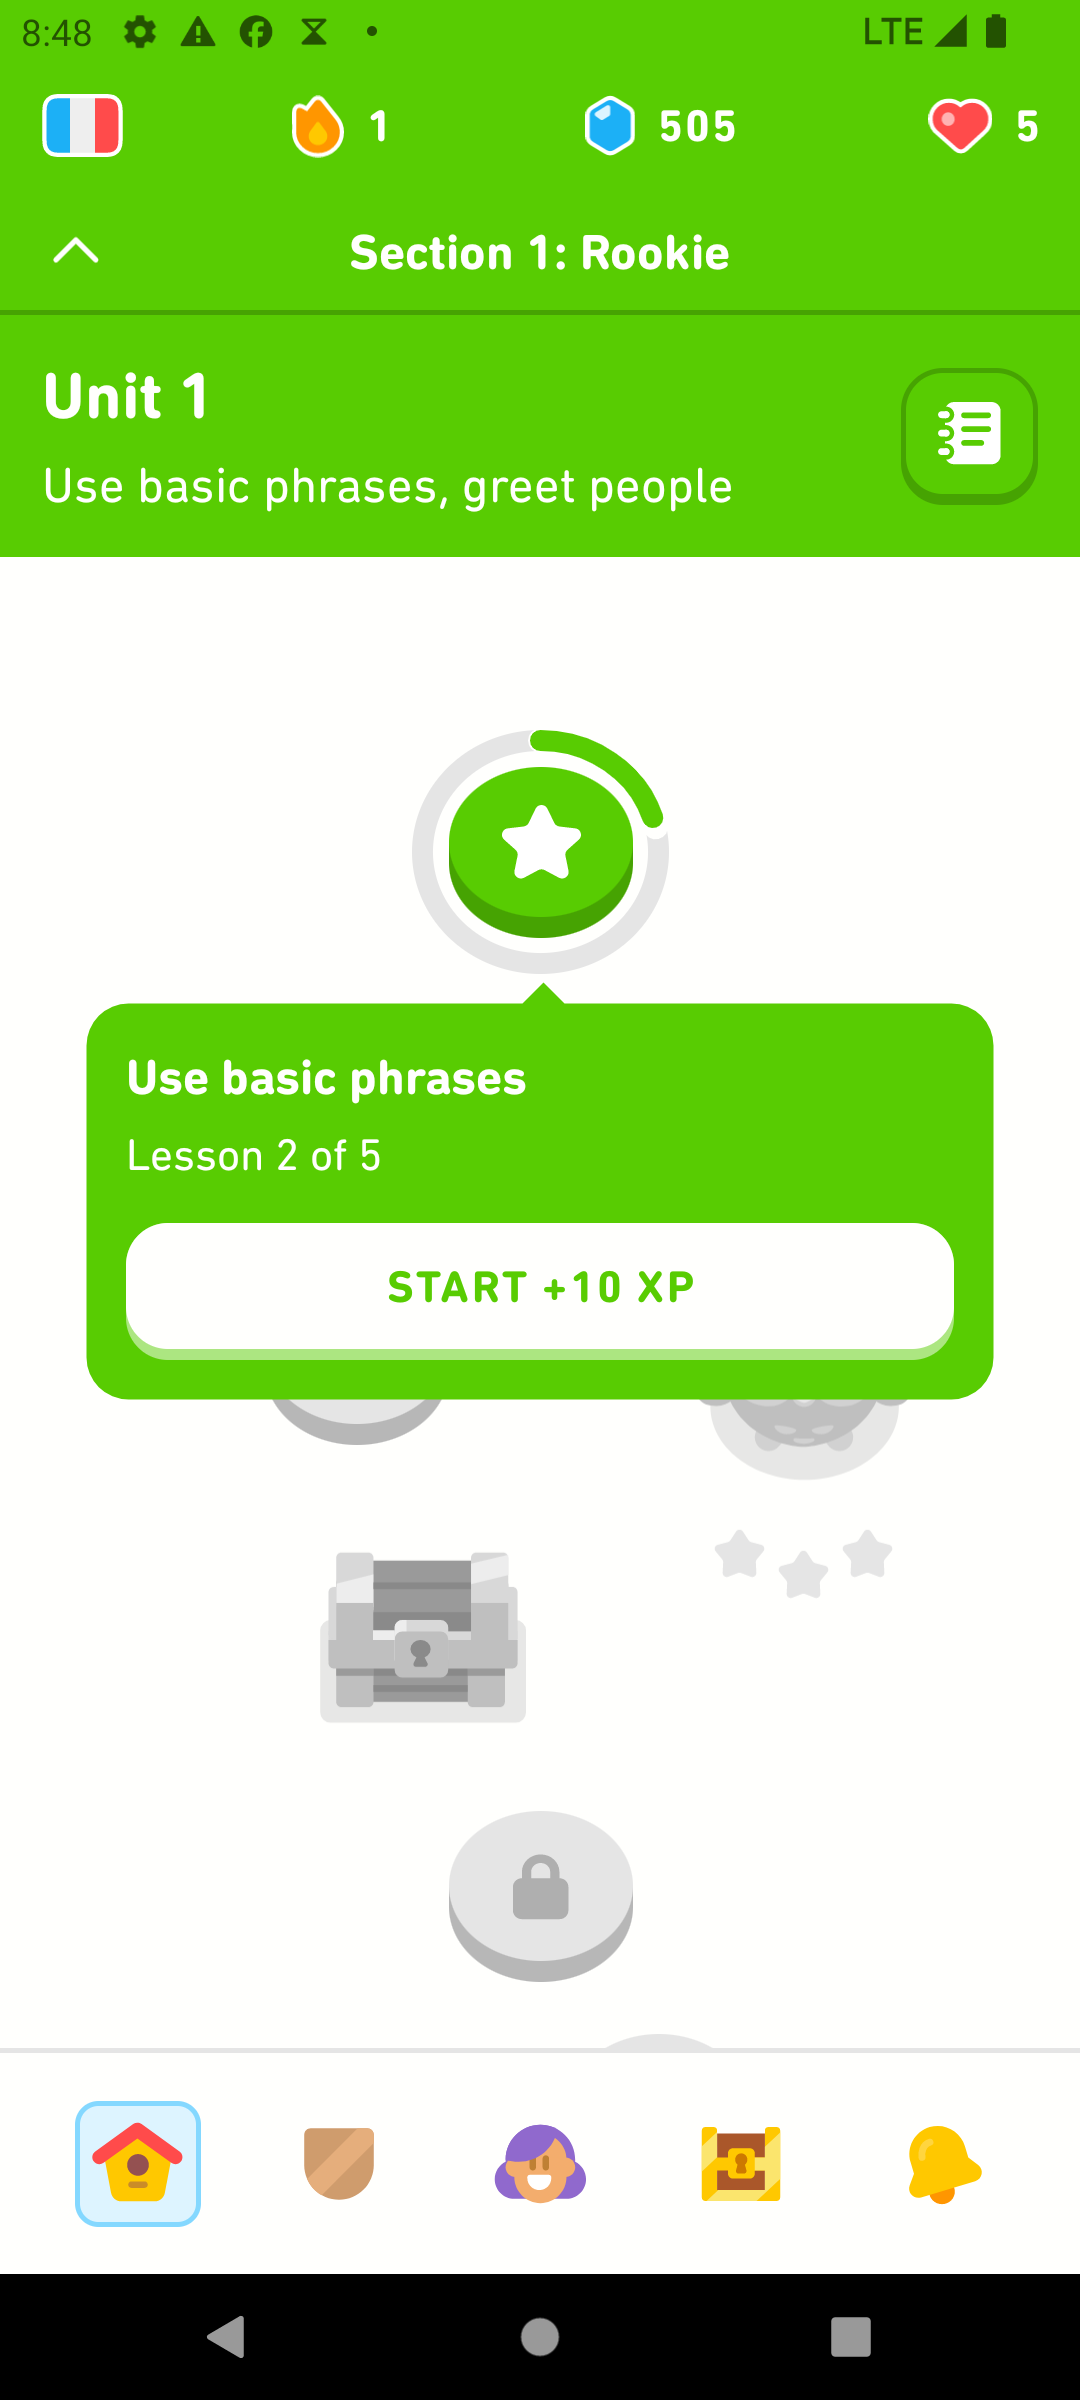 8:48 LTE
1 505 5
Section 1: Rookie
Unit 1
Use basic phrases, greet people
Use basic phrases
Lesson 2 of 5
START +10 XP